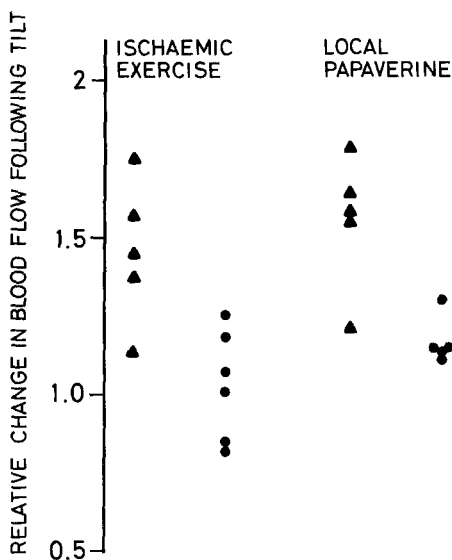 RELATIVE CHANGE IN BLOOD FLOW FOLLOWING TILT
ISCHAEMIC
EXERCISE
LOCAL
PAPAVERINE
2
1.5
1.0
0.5